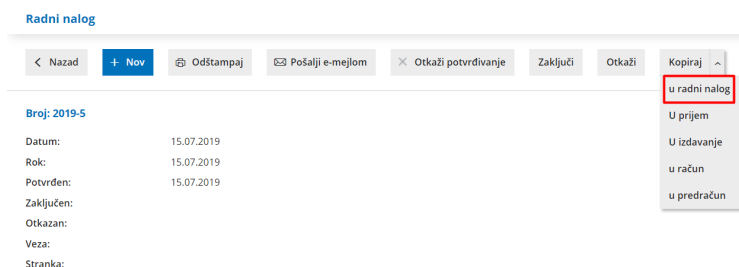 Radni nalog
Nazad + Nov Odštampaj Pošalji e-mejlom Otkaži potvrđivanje Zaključi Otkaži Kopiraj
u radni nalog
U prijem
U izdavanje
u račun
u predračun
Broj: 2019-5
Datum: 15.07.2019
Rok: 15.07.2019
Potvrđen: 15.07.2019
Zaključen:
Otkazan:
Veza:
Stranka: